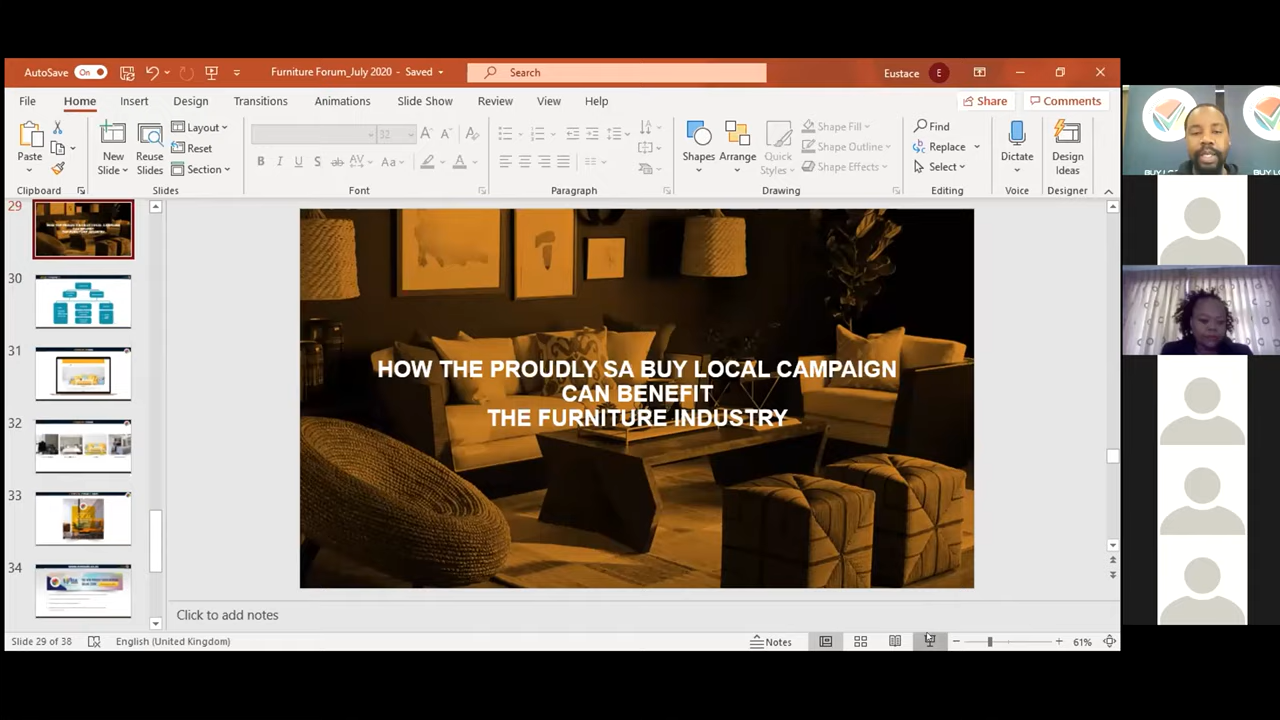 AutoSave On
Furniture Forum_July 2020 - Saved
Search
Eustace E
File Home Insert Design Transitions Animations Slide Show Review View Help
Share Comments
Paste
New Slide
Reuse Slides
Layout
Reset
Section
32
Shapes
Arrange
Quick Styles
Shape Fill
Shape Outline
Shape Effects
Find
Replace
Select
Dictate
Design Ideas
Clipboard Slides Font Paragraph Drawing Editing Voice Designer
29
30
31
32
33
34
HOW THE PROUDLY SA BUY LOCAL CAMPAIGN
CAN BENEFIT
THE FURNITURE INDUSTRY
Click to add notes
Slide 29 of 38 English (United Kingdom) Notes 61%